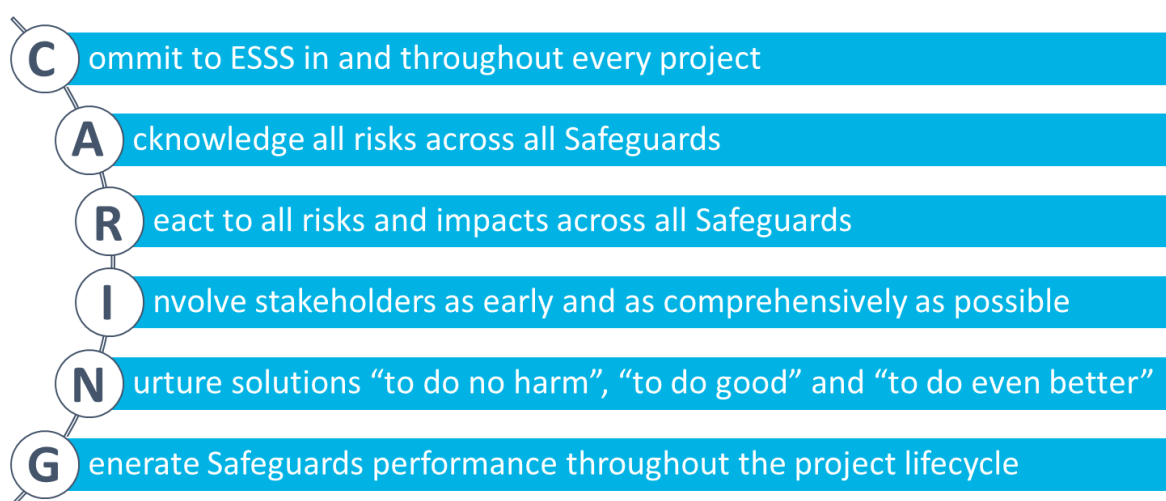 Commit to ESSS in and throughout every project
Acknowledge all risks across all Safeguards
React to all risks and impacts across all Safeguards
Involve stakeholders as early and as comprehensively as possible
Nurture solutions “to do no harm”, “to do good” and “to do even better”
Generate Safeguards performance throughout the project lifecycle